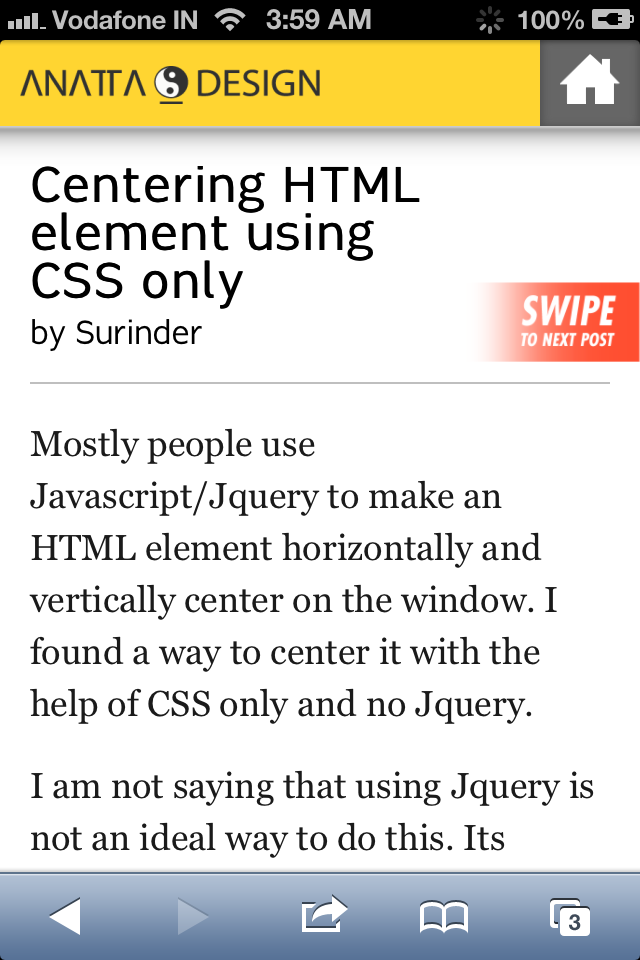 Vodafone IN 3:59 AM 100%
ANATTA DESIGN
Centering HTML
element using
CSS only
by Surinder
SWIPE
TO NEXT POST
Mostly people use
Javascript/Jquery to make an
HTML element horizontally and
vertically center on the window. I
found a way to center it with the
help of CSS only and no Jquery.
I am not saying that using Jquery is
not an ideal way to do this. Its
3